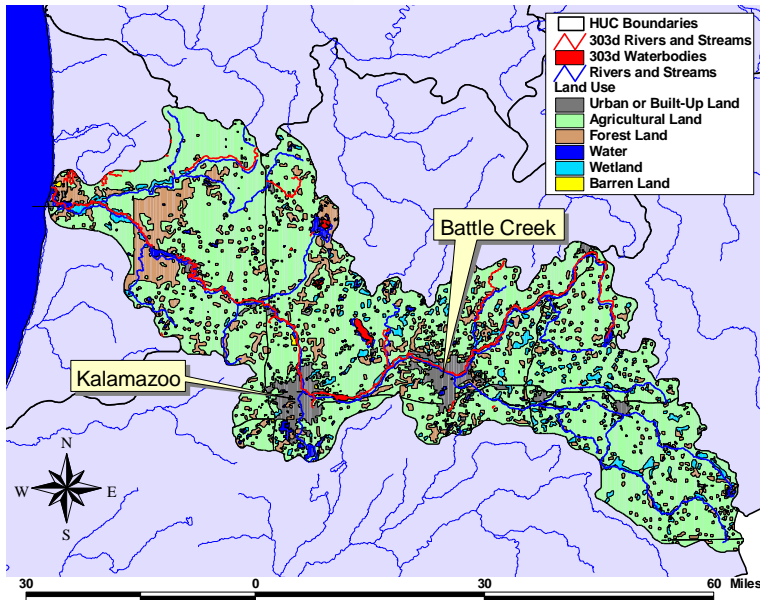 HUC Boundaries
303d Rivers and Streams
303d Waterbodies
Rivers and Streams
Land Use
Urban or Built-Up Land
Agricultural Land
Forest Land
Water
Wetland
Barren Land
Battle Creek
Kalamazoo
N
W E
S
30 0 30 60 Miles